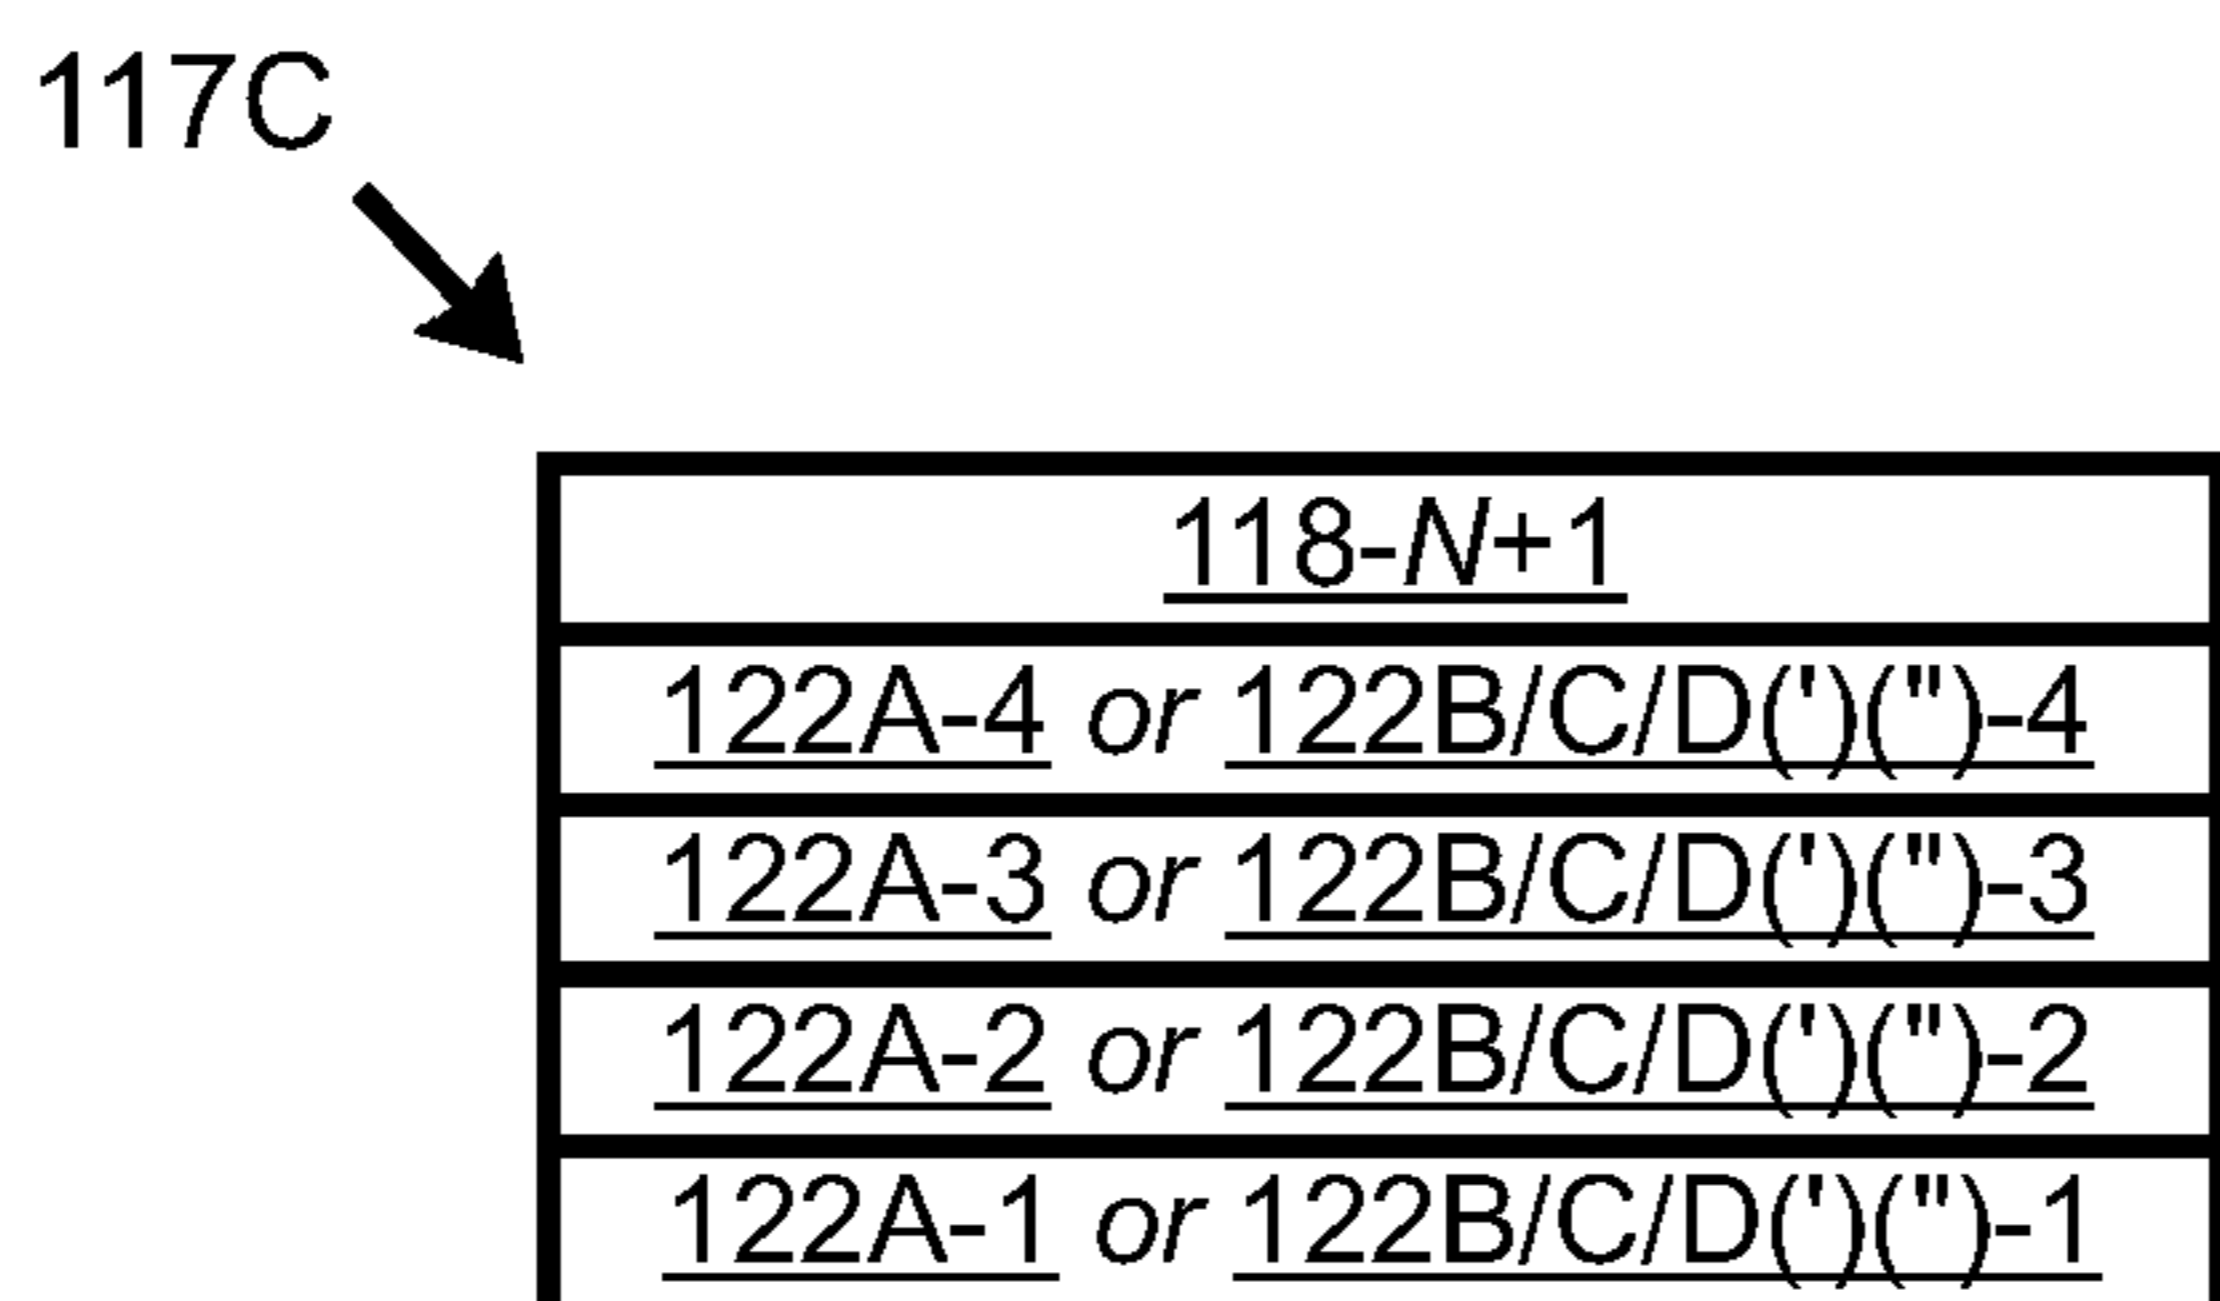 117C
118-N+1
122A-4 or 122B/C/D(')(")-4
122A-3 or 122B/C/D(')(")-3
122A-2 or 122B/C/D(')(")-2
122A-1 or 122B/C/D(')(")-1